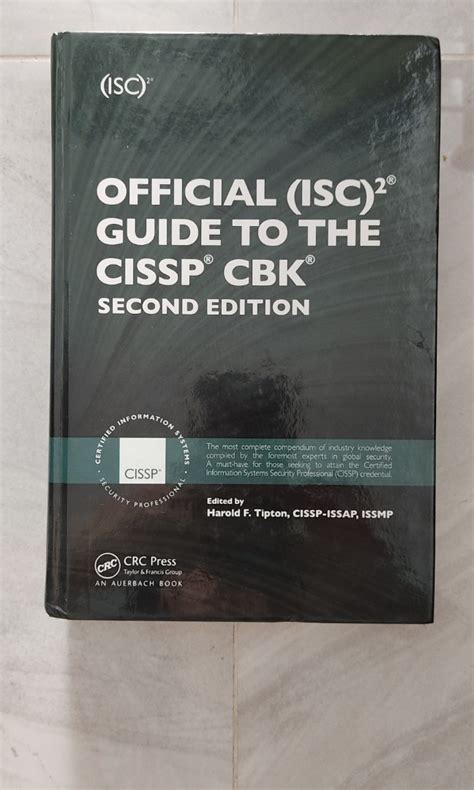 (ISC)²®
OFFICIAL (ISC)²®
GUIDE TO THE
CISSP® CBK®
SECOND EDITION
CERTIFIED INFORMATION SYSTEMS
CISSP®
SECURITY PROFESSIONAL
The most complete compendium of industry knowledge
compiled by the foremost experts in global security.
A must-have for those seeking to attain the Certified
Information Systems Security Professional (CISSP) credential.
Edited by
Harold F. Tipton, CISSP-ISSAP, ISSMP
CRC
CRC Press
Taylor & Francis Group
AN AUERBACH BOOK